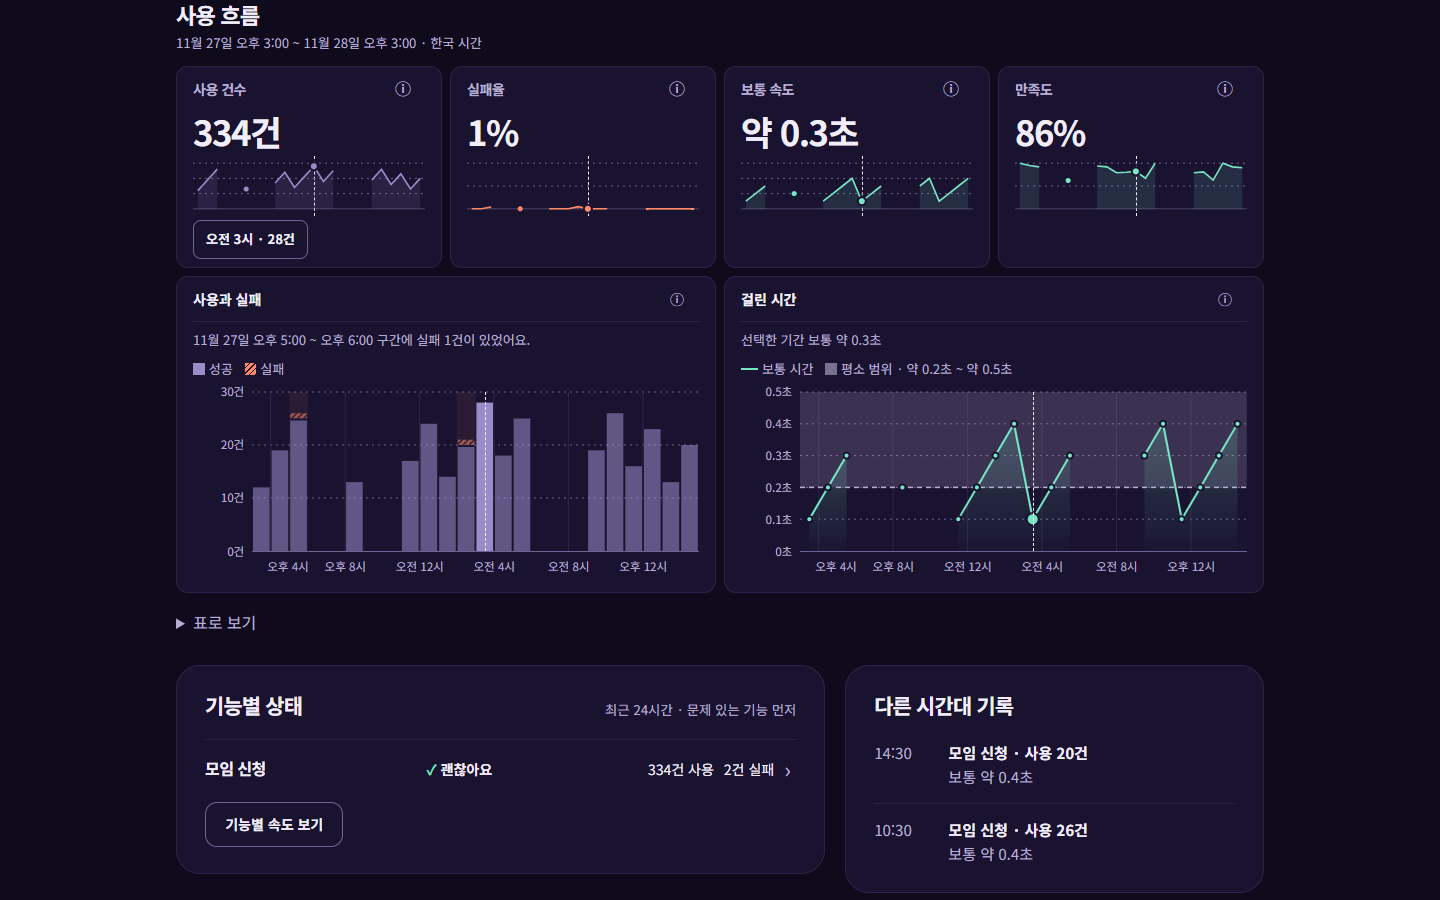 사용 흐름
11월 27일 오후 3:00 ~ 11월 28일 오후 3:00 · 한국 시간
사용 건수
334건
오전 3시 · 28건
실패율
1%
보통 속도
약 0.3초
만족도
86%
사용과 실패
11월 27일 오후 5:00 ~ 오후 6:00 구간에 실패 1건이 있었어요.
성공 실패
30건
20건
10건
0건
오후 4시 오후 8시 오전 12시 오전 4시 오전 8시 오후 12시
걸린 시간
선택한 기간 보통 약 0.3초
보통 시간 평소 범위 · 약 0.2초 ~ 약 0.5초
0.5초
0.4초
0.3초
0.2초
0.1초
0초
오후 4시 오후 8시 오전 12시 오전 4시 오전 8시 오후 12시
표로 보기
기능별 상태
최근 24시간 · 문제 있는 기능 먼저
모임 신청 ✓ 괜찮아요 334건 사용 2건 실패 ›
기능별 속도 보기
다른 시간대 기록
14:30 모임 신청 · 사용 20건
보통 약 0.4초
10:30 모임 신청 · 사용 26건
보통 약 0.4초